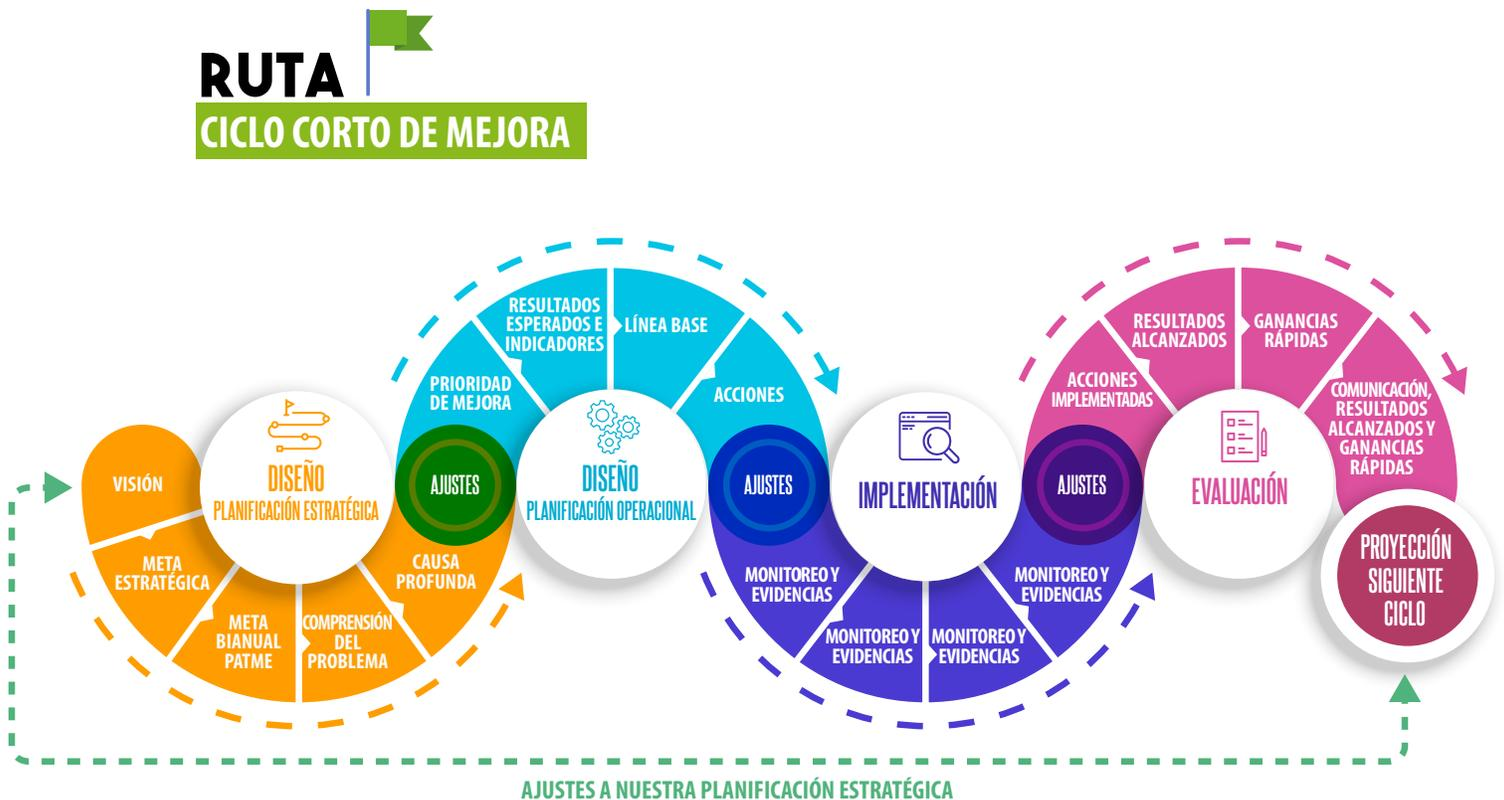 RUTA
CICLO CORTO DE MEJORA
VISIÓN
META
ESTRATÉGICA
META
BIANUAL
PATME
COMPRENSIÓN
DEL
PROBLEMA
CAUSA
PROFUNDA
DISEÑO
PLANIFICACIÓN ESTRATÉGICA
AJUSTES
PRIORIDAD
DE MEJORA
RESULTADOS
ESPERADOS E
INDICADORES
LÍNEA BASE
ACCIONES
DISEÑO
PLANIFICACIÓN OPERACIONAL
AJUSTES
MONITOREO Y
EVIDENCIAS
MONITOREO Y
EVIDENCIAS
MONITOREO Y
EVIDENCIAS
MONITOREO Y
EVIDENCIAS
IMPLEMENTACIÓN
AJUSTES
ACCIONES
IMPLEMENTADAS
RESULTADOS
ALCANZADOS
GANANCIAS
RÁPIDAS
COMUNICACIÓN,
RESULTADOS
ALCANZADOS Y
GANANCIAS
RÁPIDAS
EVALUACIÓN
PROYECCIÓN
SIGUIENTE
CICLO
AJUSTES A NUESTRA PLANIFICACIÓN ESTRATÉGICA